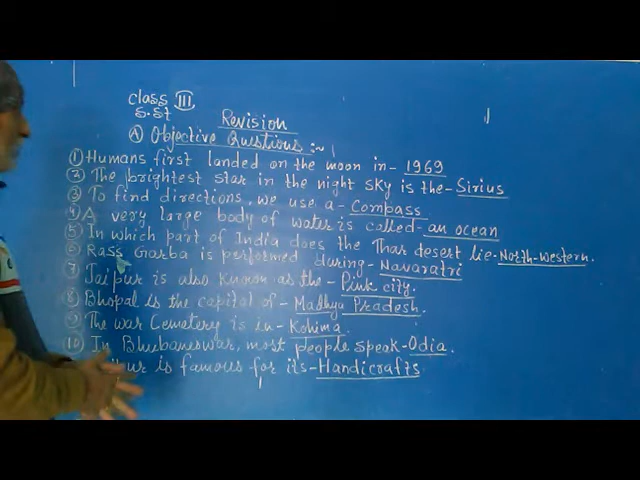 class III
S.St
Revision
Ⓐ Objective Questions :~
① Humans first landed on the moon in- 1969
② The brightest star in the night sky is the- Sirius
③ To find directions, we use a- Compass
④ A very large body of water is called- an ocean
⑤ In which part of India does the Thar desert lie- North-western.
⑥ Rass Garba is performed during- Navaratri
⑦ Jaipur is also known as the- Pink city.
⑧ Bhopal is the capital of- Madhya Pradesh.
⑨ The war Cemetery is in- Kohima.
⑩ In Bhubaneswar, most people speak- Odia.
is famous for its- Handicrafts